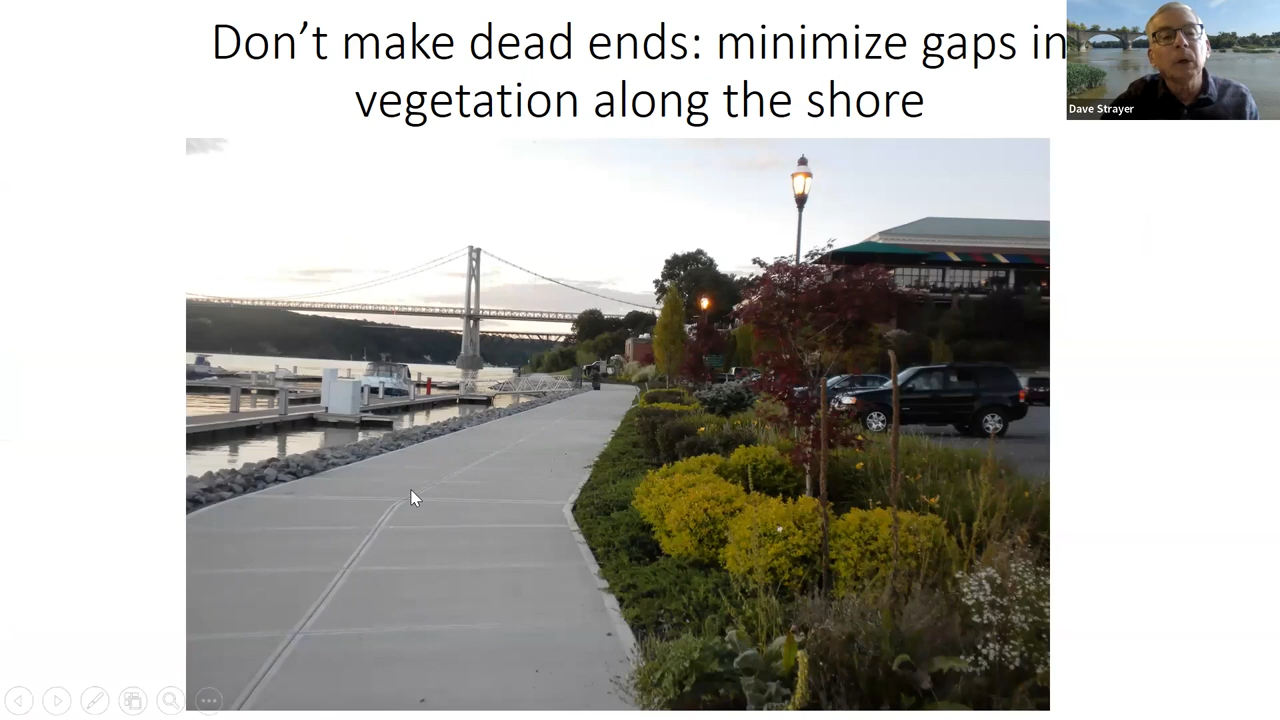 Don’t make dead ends: minimize gaps in
vegetation along the shore
Dave Strayer